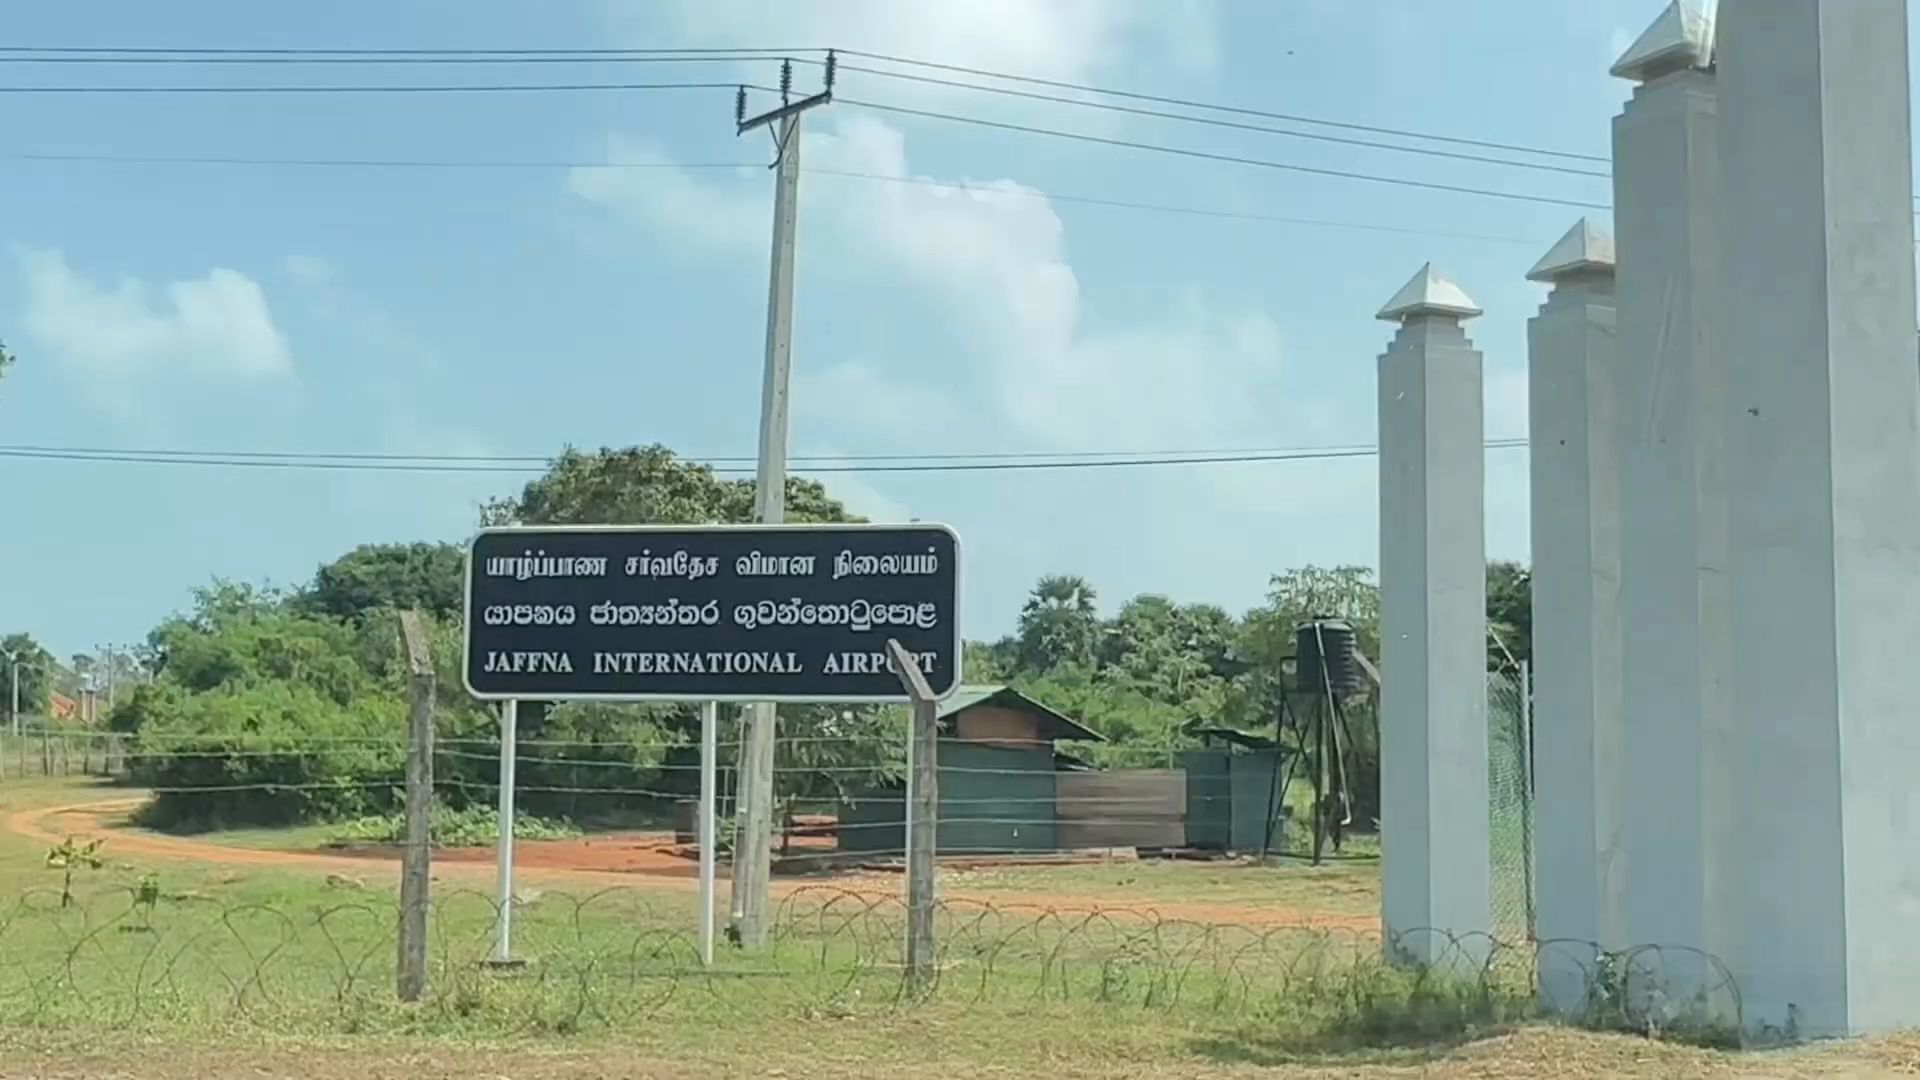 யாழ்ப்பாண சர்வதேச விமான நிலையம்
යාපනය ජාත්‍යන්තර ගුවන්තොටුපොළ
JAFFNA INTERNATIONAL AIRPORT